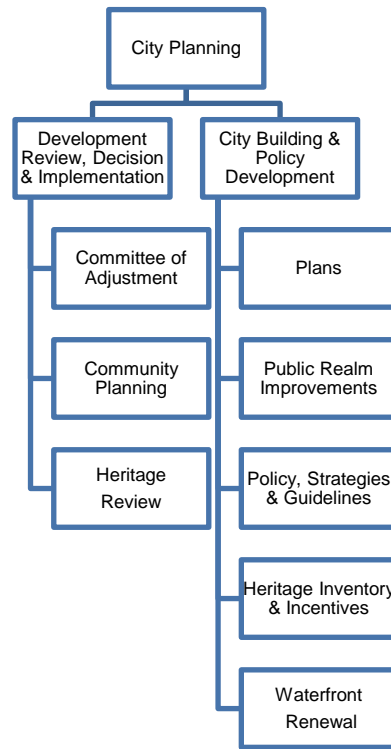 City Planning
Development
Review, Decision
& Implementation
City Building &
Policy
Development
Committee of
Adjustment
Community
Planning
Heritage
Review
Plans
Public Realm
Improvements
Policy, Strategies
& Guidelines
Heritage Inventory
& Incentives
Waterfront
Renewal